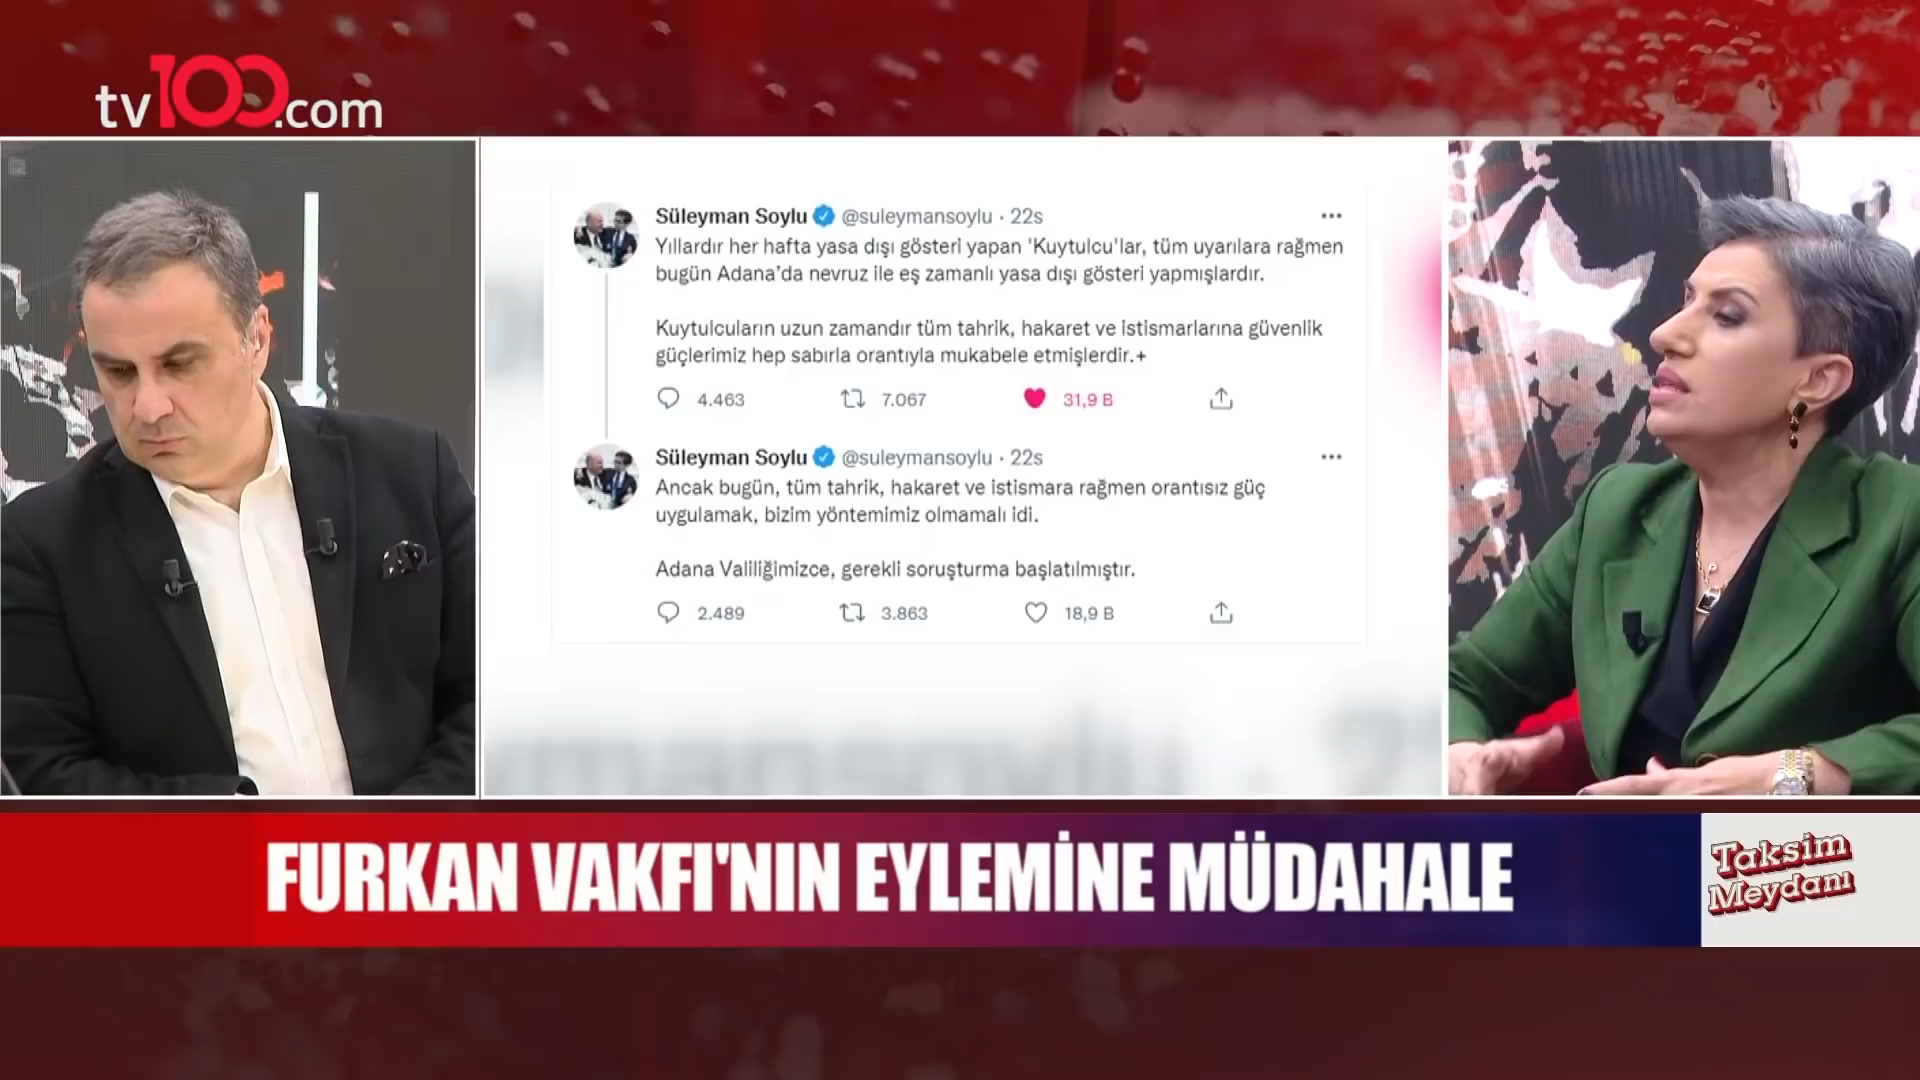 tv100.com
Süleyman Soylu @suleymansoylu · 22s
Yıllardır her hafta yasa dışı gösteri yapan 'Kuytulcu'lar, tüm uyarılara rağmen
bugün Adana'da nevruz ile eş zamanlı yasa dışı gösteri yapmışlardır.
Kuytulcuların uzun zamandır tüm tahrik, hakaret ve istismarlarına güvenlik
güçlerimiz hep sabırla orantıyla mukabele etmişlerdir.+
4.463 7.067 31,9 B
Süleyman Soylu @suleymansoylu · 22s
Ancak bugün, tüm tahrik, hakaret ve istismara rağmen orantısız güç
uygulamak, bizim yöntemimiz olmamalı idi.
Adana Valiliğimizce, gerekli soruşturma başlatılmıştır.
2.489 3.863 18,9 B
FURKAN VAKFI'NIN EYLEMİNE MÜDAHALE
Taksim
Meydanı